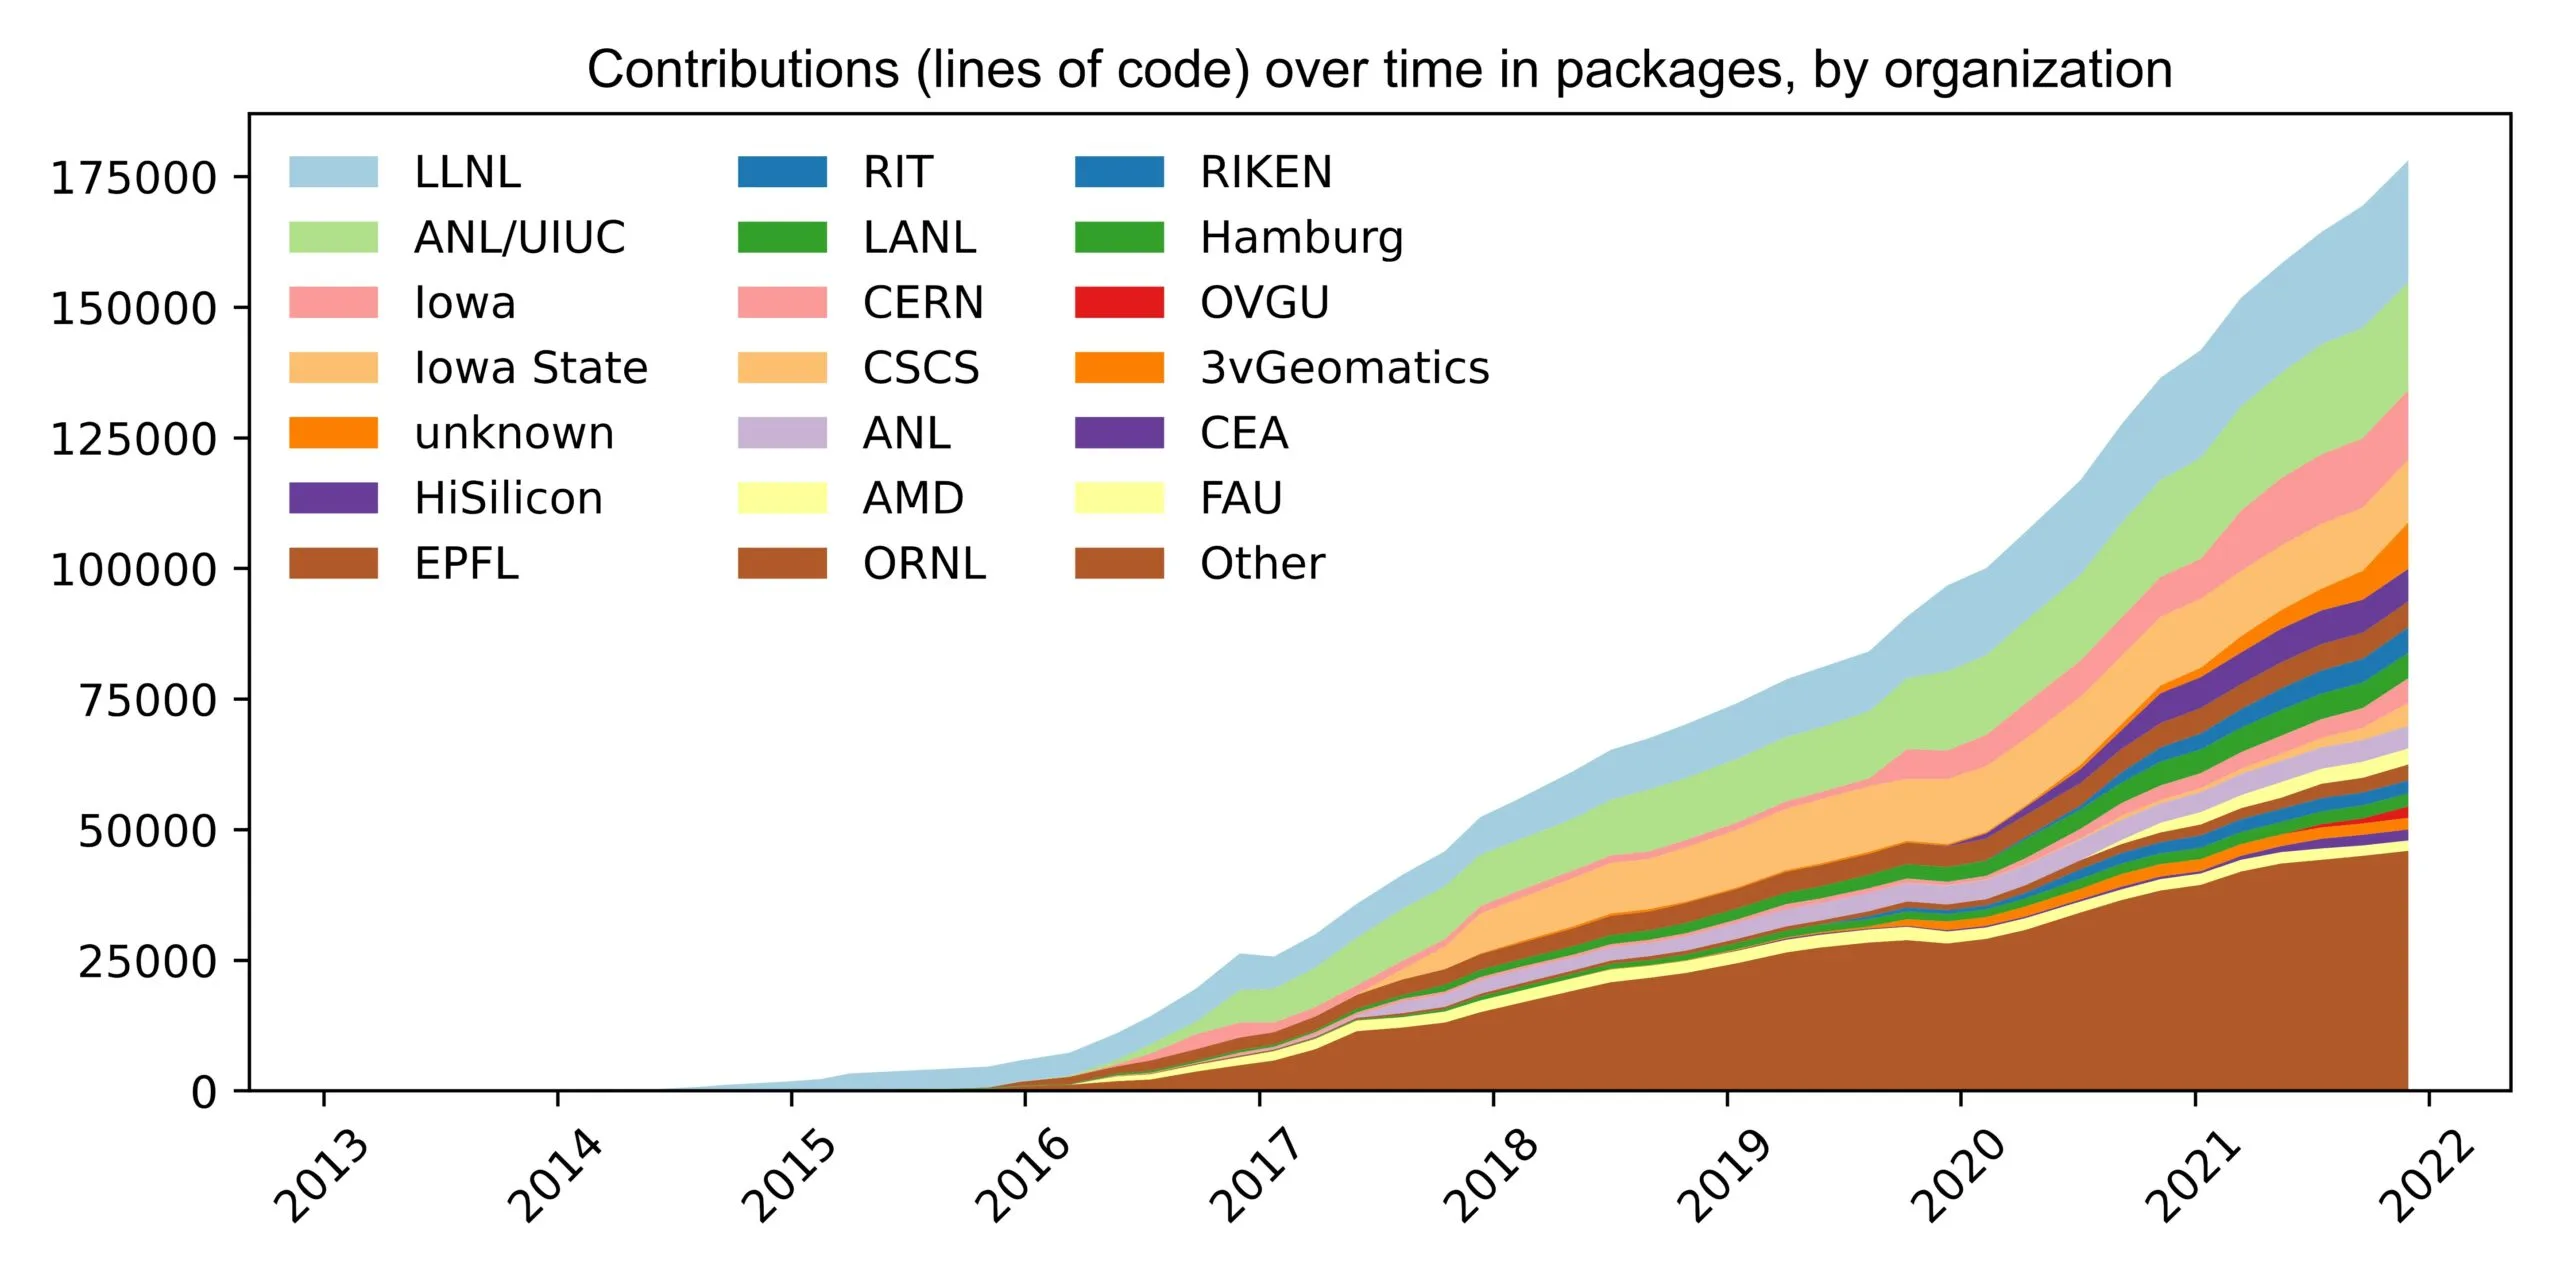 Contributions (lines of code) over time in packages, by organization
175000
150000
125000
100000
75000
50000
25000
0
LLNL
ANL/UIUC
Iowa
Iowa State
unknown
HiSilicon
EPFL
RIT
LANL
CERN
CSCS
ANL
AMD
ORNL
RIKEN
Hamburg
OVGU
3vGeomatics
CEA
FAU
Other
2013
2014
2015
2016
2017
2018
2019
2020
2021
2022